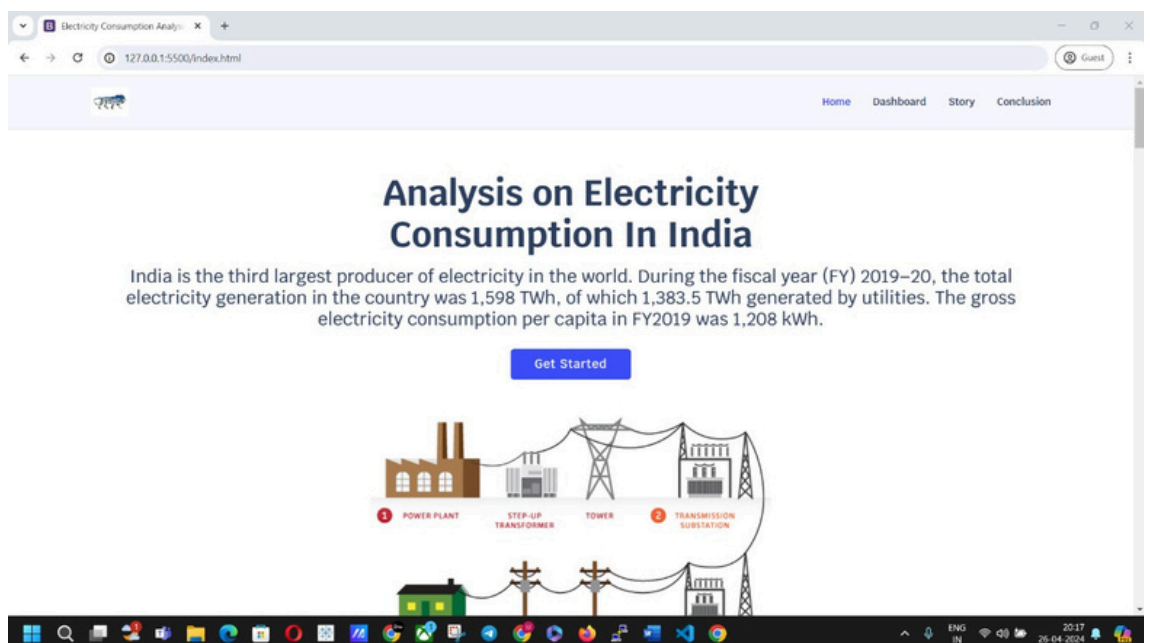 Electricity Consumption Analys
127.0.0.1:5500/index.html
Guest
Home Dashboard Story Conclusion
Analysis on Electricity
Consumption In India
India is the third largest producer of electricity in the world. During the fiscal year (FY) 2019–20, the total
electricity generation in the country was 1,598 TWh, of which 1,383.5 TWh generated by utilities. The gross
electricity consumption per capita in FY2019 was 1,208 kWh.
Get Started
1 POWER PLANT
STEP-UP
TRANSFORMER
TOWER
2 TRANSMISSION
SUBSTATION
ENG
IN
20:17
26-04-2024